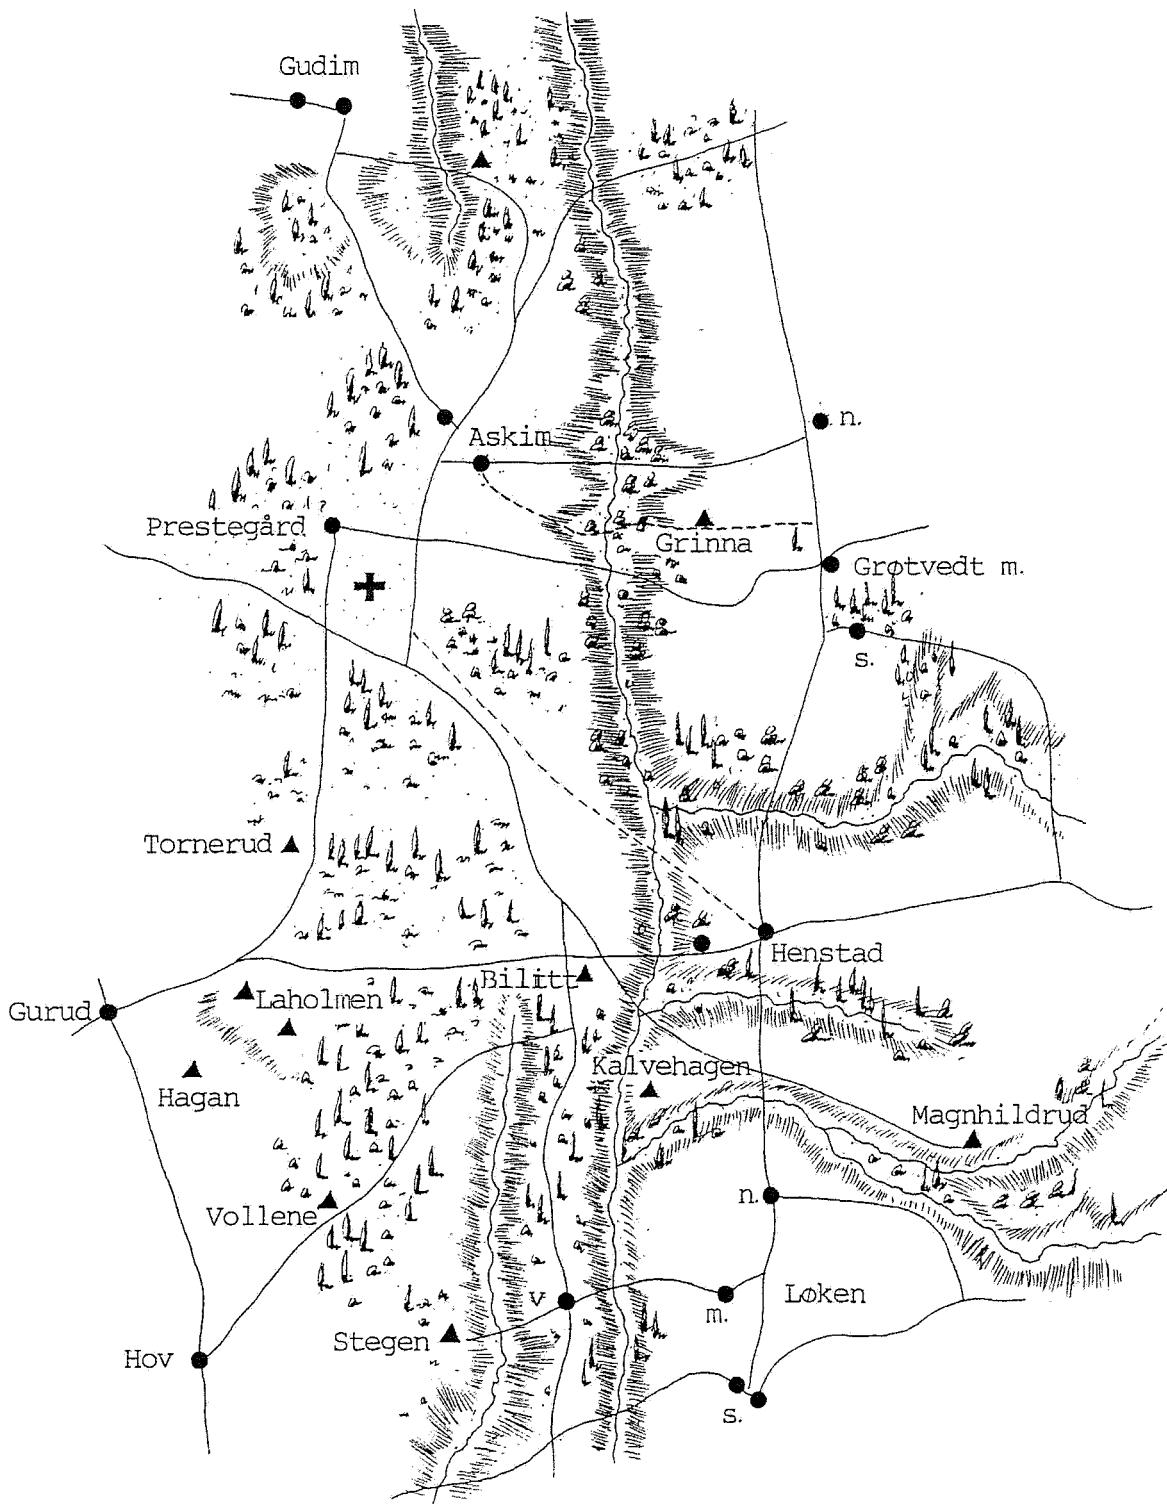 Gudim
n.
Askim
Prestegård
Grinna
Grøtvedt m.
s.
Tornerud
Henstad
Bilitt
Laholmen
Gurud
Kalvehagen
Hagan
Magnhildrud
n.
Vollene
Løken
v
m.
Stegen
Hov
s.